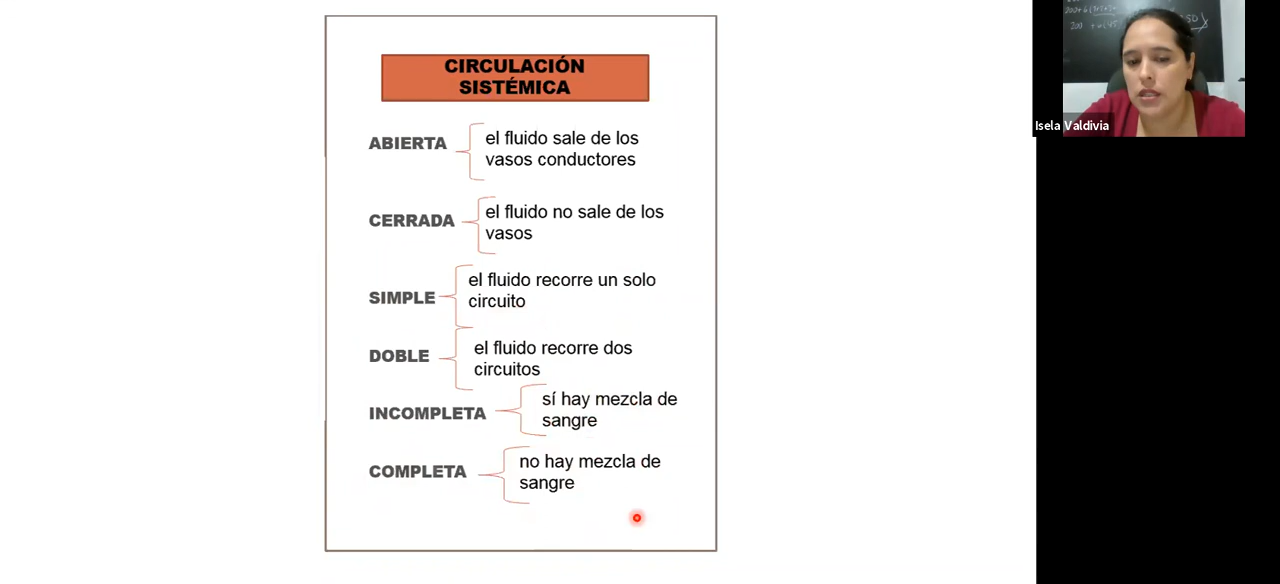 CIRCULACIÓN
SISTÉMICA
ABIERTA
el fluido sale de los
vasos conductores
CERRADA
el fluido no sale de los
vasos
SIMPLE
el fluido recorre un solo
circuito
DOBLE
el fluido recorre dos
circuitos
INCOMPLETA
sí hay mezcla de
sangre
COMPLETA
no hay mezcla de
sangre
200
Isela Valdivia